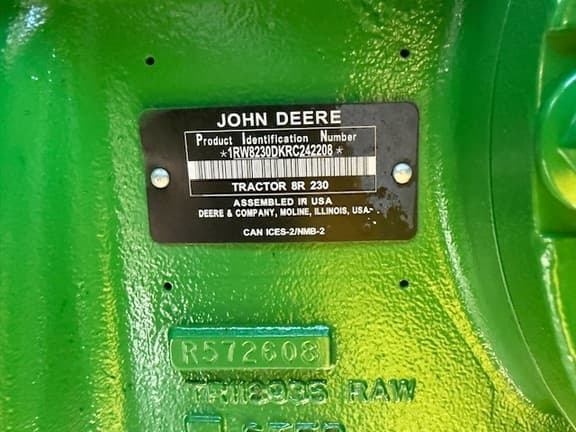 JOHN DEERE
Product Identification Number
*1RW8230DKRC242208*
TRACTOR 8R 230
ASSEMBLED IN USA
DEERE & COMPANY, MOLINE, ILLINOIS, USA
CAN ICES-2/NMB-2
R572608
RAW